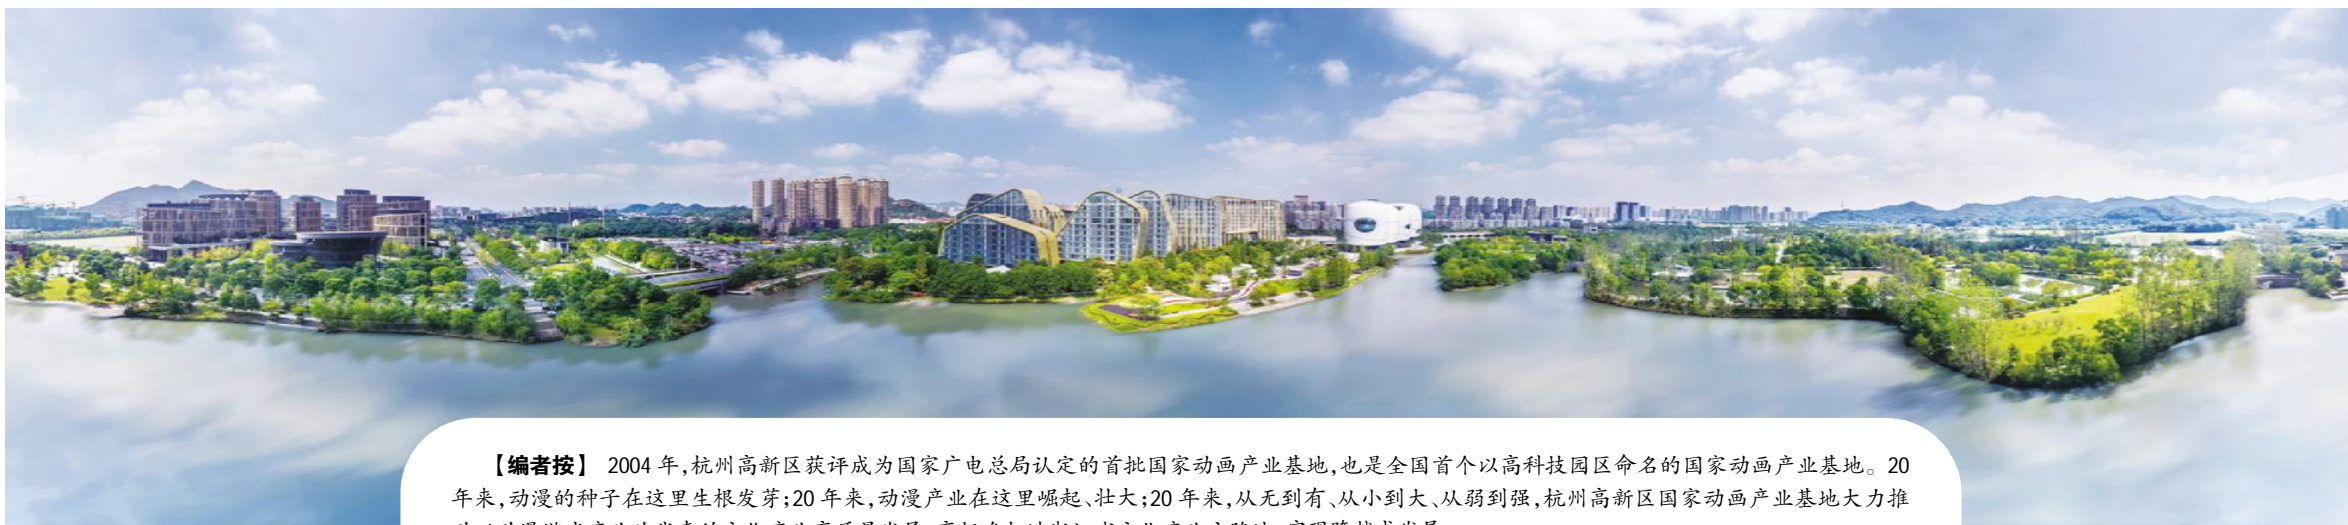 【编者按】 2004 年,杭州高新区获评成为国家广电总局认定的首批国家动画产业基地,也是全国首个以高科技园区命名的国家动画产业基地。20
年来,动漫的种子在这里生根发芽;20 年来,动漫产业在这里崛起、壮大;20 年来,从无到有、从小到大、从弱到强,杭州高新区国家动画产业基地大力推